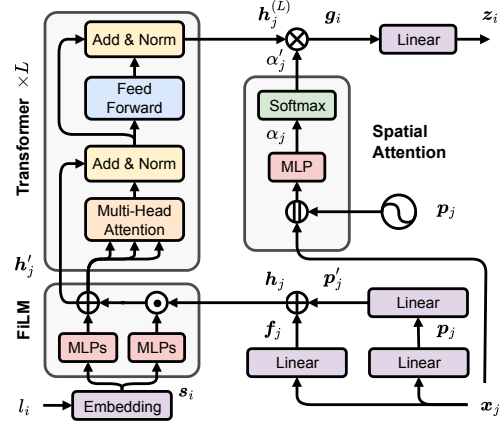 h_j^{(L)}
g_i
z_i
Add & Norm
Linear
α'_j
Feed
Forward
Softmax
Transformer ×L
α_j
Spatial
Attention
Add & Norm
MLP
Multi-Head
Attention
p_j
h'_j
h_j
p'_j
Linear
FiLM
f_j
p_j
MLPs
MLPs
Linear
Linear
s_i
l_i
Embedding
x_j